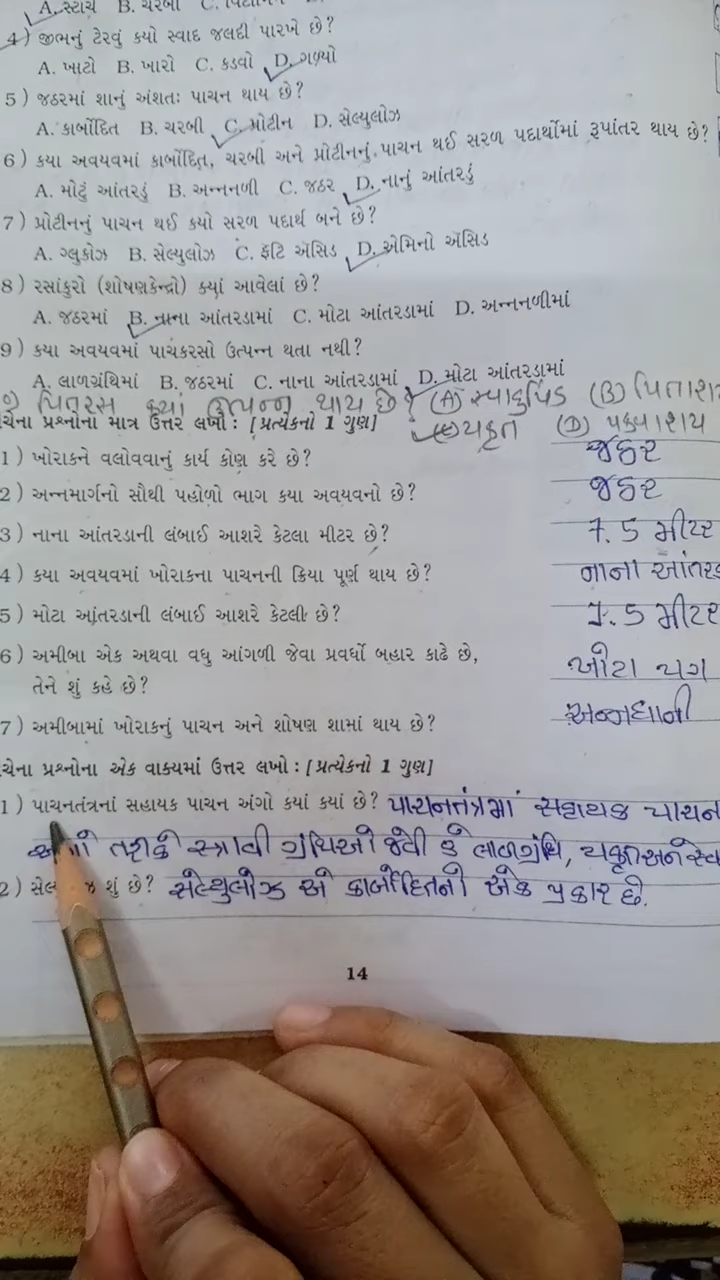 A. સ્ટાર્ચ B. ચરબી C.
4) જીભનું ટેરવું કયો સ્વાદ જલદી પારખે છે?
A. ખાટો B. ખારો C. કડવો D. ગળ્યો
5) જઠરમાં શાનું અંશતઃ પાચન થાય છે?
A. કાર્બોદિત B. ચરબી C. પ્રોટીન D. સેલ્યુલોઝ
6) કયા અવયવમાં કાર્બોદિત, ચરબી અને પ્રોટીનનું પાચન થઈ સરળ પદાર્થોમાં રૂપાંતર થાય છે?
A. મોટું આંતરડું B. અન્નનળી C. જઠર D. નાનું આંતરડું
7) પ્રોટીનનું પાચન થઈ કયો સરળ પદાર્થ બને છે?
A. ગ્લુકોઝ B. સેલ્યુલોઝ C. ફૅટિ ઍસિડ D. એમિનો ઍસિડ
8) રસાંકુરો (શોષણકેન્દ્રો) ક્યાં આવેલાં છે?
A. જઠરમાં B. નાના આંતરડામાં C. મોટા આંતરડામાં D. અન્નનળીમાં
9) કયા અવયવમાં પાચકરસો ઉત્પન્ન થતા નથી?
A. લાળગ્રંથિમાં B. જઠરમાં C. નાના આંતરડામાં D. મોટા આંતરડામાં
પિતરસ ક્યાં ઉત્પન્ન થાય છે? (A) સ્વાદુપિંડ (B)
(C) યકૃત (D) પક્વાશય
ચેના પ્રશ્નોના માત્ર ઉત્તર લખો : [પ્રત્યેકનો 1 ગુણ]
1) ખોરાકને વલોવવાનું કાર્ય કોણ કરે છે? જઠર
2) અન્નમાર્ગનો સૌથી પહોળો ભાગ કયા અવયવનો છે? જઠર
3) નાના આંતરડાની લંબાઈ આશરે કેટલા મીટર છે? 7.5 મીટર
4) કયા અવયવમાં ખોરાકના પાચનની ક્રિયા પૂર્ણ થાય છે? નાના આંતરડ
5) મોટા આંતરડાની લંબાઈ આશરે કેટલી છે? 1.5 મીટર
6) અમીબા એક અથવા વધુ આંગળી જેવા પ્રવર્ધો બહાર કાઢે છે,
તેને શું કહે છે? ખોટા પગ
7) અમીબામાં ખોરાકનું પાચન અને શોષણ શામાં થાય છે? અન્નધાની
ચેના પ્રશ્નોના એક વાક્યમાં ઉત્તર લખો : [પ્રત્યેકનો 1 ગુણ]
1) પાચનતંત્રનાં સહાયક પાચન અંગો કયાં કયાં છે? પાચનતંત્રમાં સહાયક પાચન
તરીકે સ્ત્રાવી ગ્રંથિઓ જેવી કે લાળગ્રંથિ, યકૃત અને સ્વ
2) શું છે? સેલ્યુલોઝ એ કાર્બોદિતનો એક પ્રકાર છે.
14